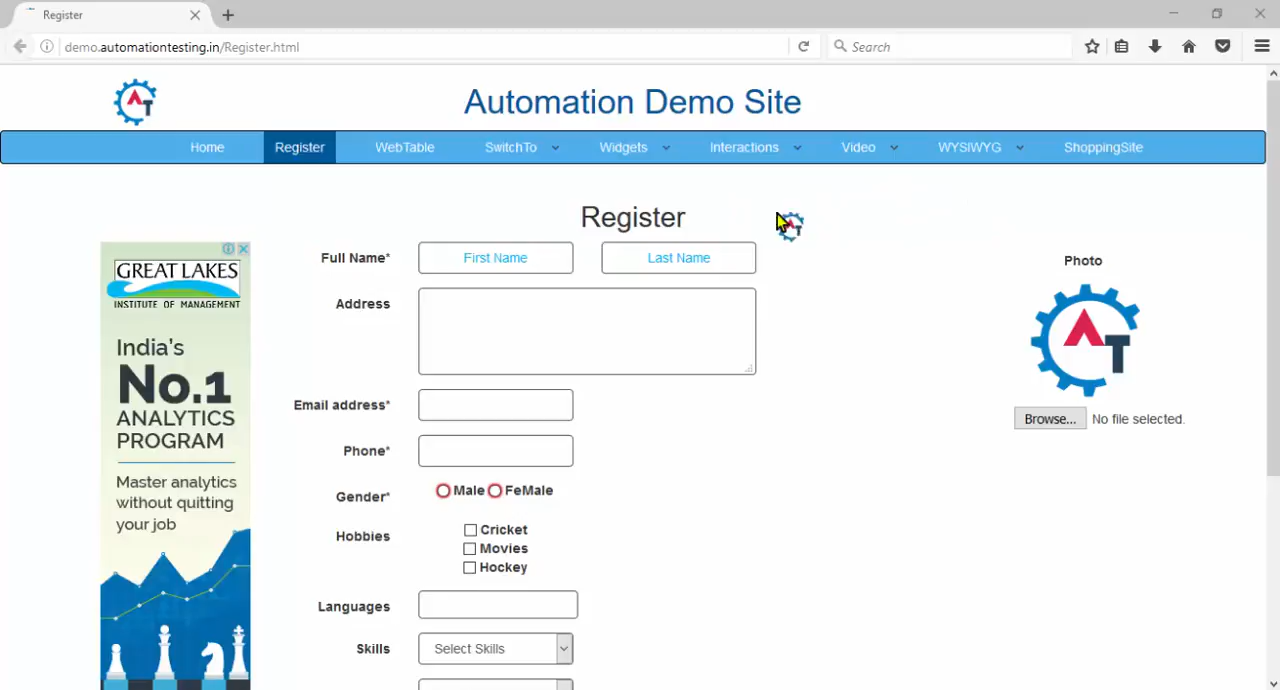 Register
demo.automationtesting.in/Register.html
Search
AT
Automation Demo Site
Home Register WebTable SwitchTo Widgets Interactions Video WYSIWYG ShoppingSite
Register
AT
Full Name* First Name Last Name
Address
Email address*
Phone*
Gender* Male FeMale
Hobbies Cricket
Movies
Hockey
Languages
Skills Select Skills
Photo
AT
Browse... No file selected.
GREAT LAKES
INSTITUTE OF MANAGEMENT
India's
No.1
ANALYTICS
PROGRAM
Master analytics
without quitting
your job